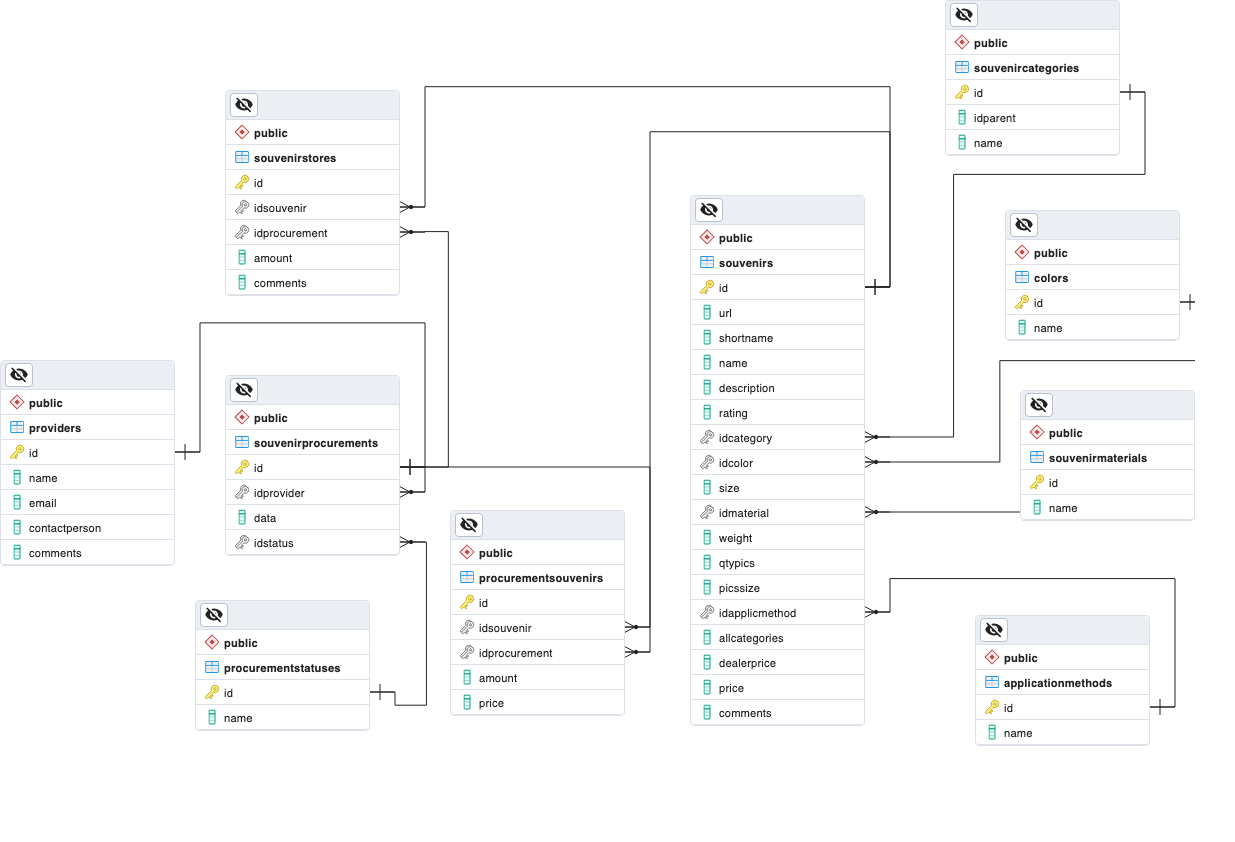 public
souvenircategories
id
idparent
name
public
souvenirstores
id
idsouvenir
idprocurement
amount
comments
public
souvenirs
id
url
shortname
name
description
rating
idcategory
idcolor
size
idmaterial
weight
qtypics
picssize
idapplicmethod
allcategories
dealerprice
price
comments
public
colors
id
name
public
providers
id
name
email
contactperson
comments
public
souvenirprocurements
id
idprovider
data
idstatus
public
souvenirmaterials
id
name
public
procurementsouvenirs
id
idsouvenir
idprocurement
amount
price
public
procurementstatuses
id
name
public
applicationmethods
id
name